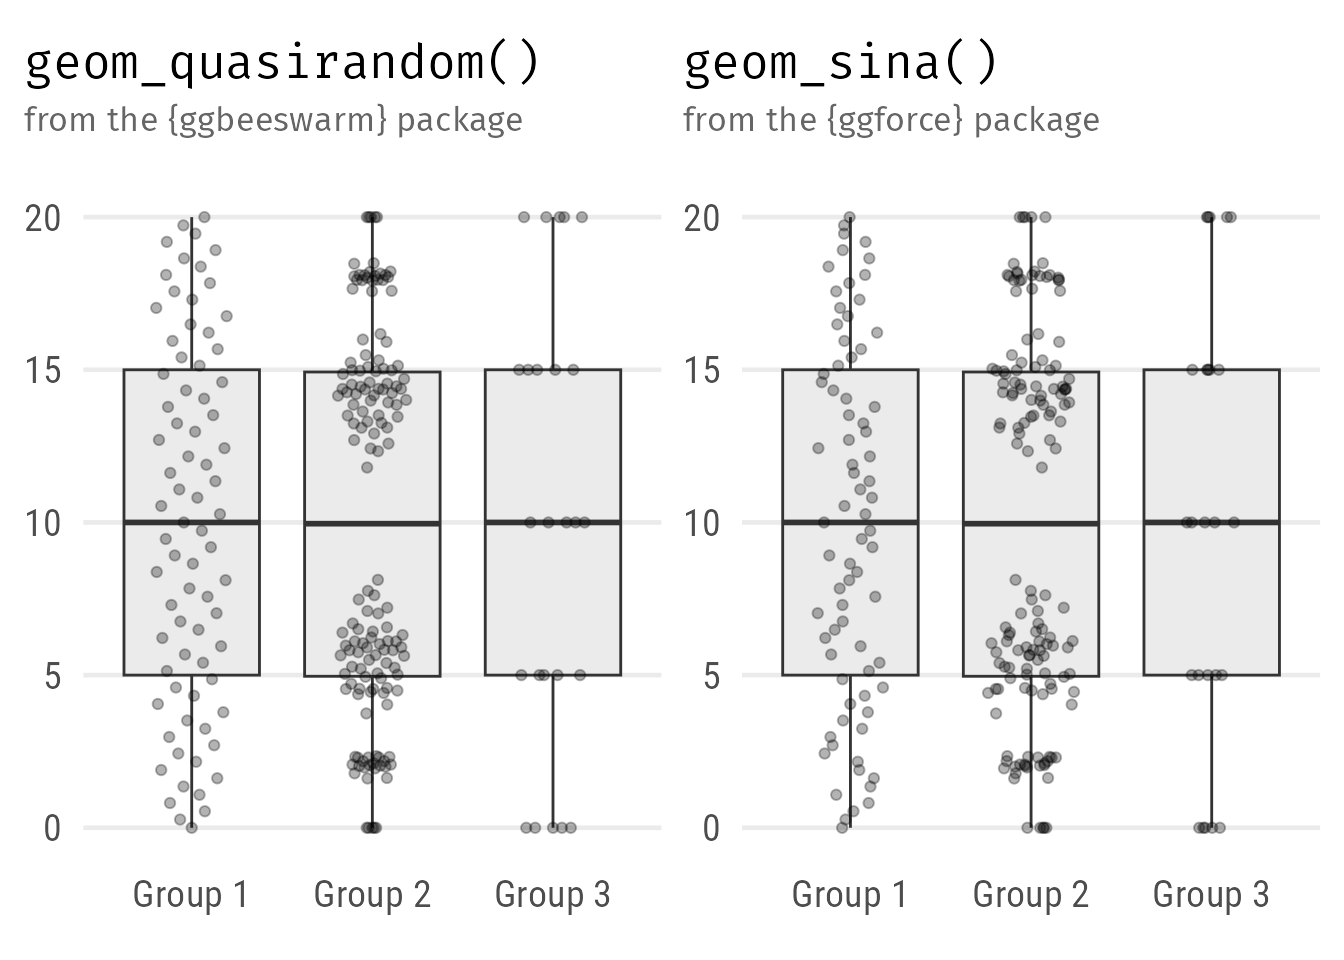 geom_quasirandom()
from the {ggbeeswarm} package
20
15
10
5
0
Group 1 Group 2 Group 3
geom_sina()
from the {ggforce} package
20
15
10
5
0
Group 1 Group 2 Group 3